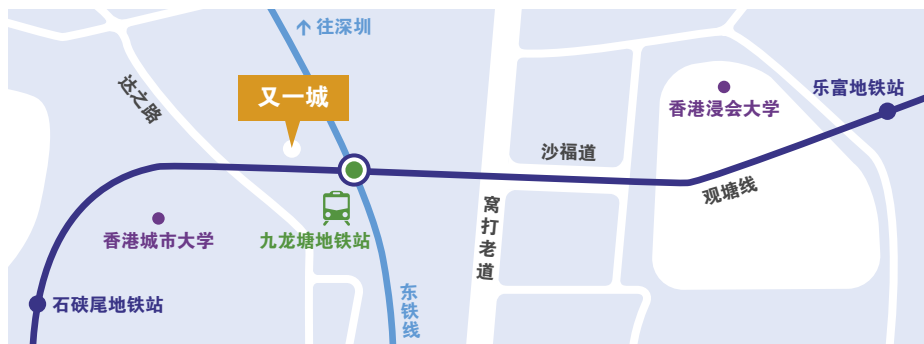 往深圳
达之路
又一城
乐富地铁站
香港浸会大学
沙福道
观塘线
窝打老道
香港城市大学
九龙塘地铁站
石硖尾地铁站
东铁线